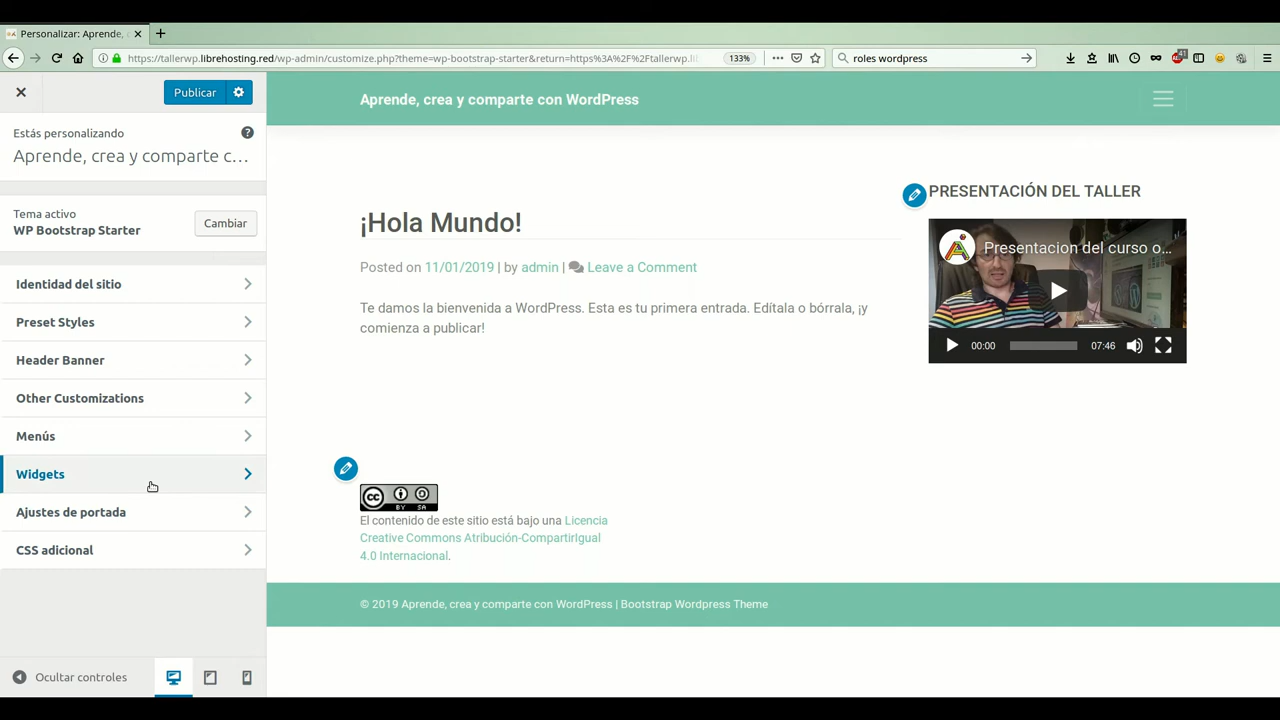 Personalizar: Aprende, c
https://tallerwp.librehosting.red/wp-admin/customize.php?theme=wp-bootstrap-starter&return=https%3A%2F%2Ftallerwp.li
133%
roles wordpress
41
Publicar
Estás personalizando
Aprende, crea y comparte c…
Tema activo
WP Bootstrap Starter
Cambiar
Identidad del sitio
Preset Styles
Header Banner
Other Customizations
Menús
Widgets
Ajustes de portada
CSS adicional
Ocultar controles
Aprende, crea y comparte con WordPress
¡Hola Mundo!
Posted on 11/01/2019 | by admin | Leave a Comment
Te damos la bienvenida a WordPress. Esta es tu primera entrada. Edítala o bórrala, ¡y
comienza a publicar!
PRESENTACIÓN DEL TALLER
Presentacion del curso o…
00:00
07:46
CC
BY SA
El contenido de este sitio está bajo una Licencia
Creative Commons Atribución-CompartirIgual
4.0 Internacional.
© 2019 Aprende, crea y comparte con WordPress | Bootstrap Wordpress Theme